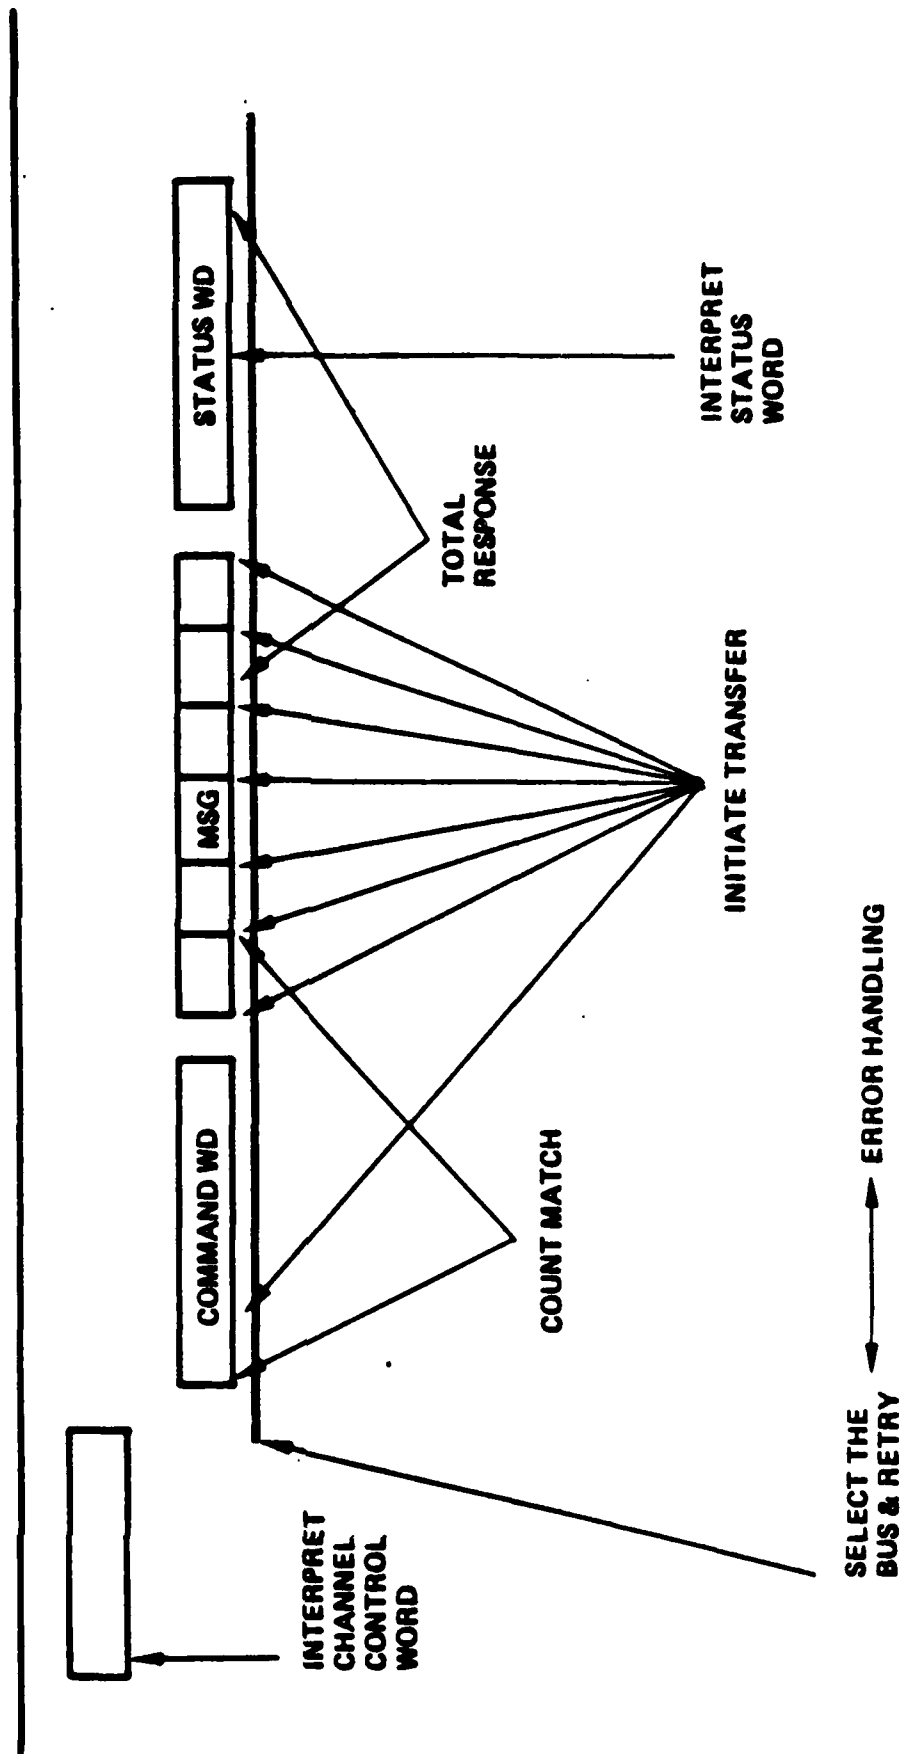 COMMAND WD
MSG
STATUS WD
INTERPRET
CHANNEL
CONTROL
WORD
COUNT MATCH
TOTAL
RESPONSE
INTERPRET
STATUS
WORD
INITIATE TRANSFER
SELECT THE
BUS & RETRY
ERROR HANDLING